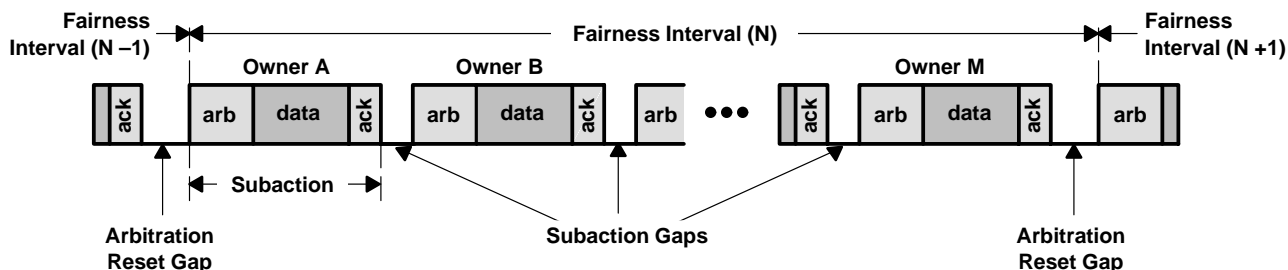 Fairness
Interval (N –1)
Fairness Interval (N)
Fairness
Interval (N +1)
Owner A
Owner B
Owner M
ack
arb
data
ack
arb
data
ack
arb
•••
ack
arb
data
ack
arb
Subaction
Arbitration
Reset Gap
Subaction Gaps
Arbitration
Reset Gap